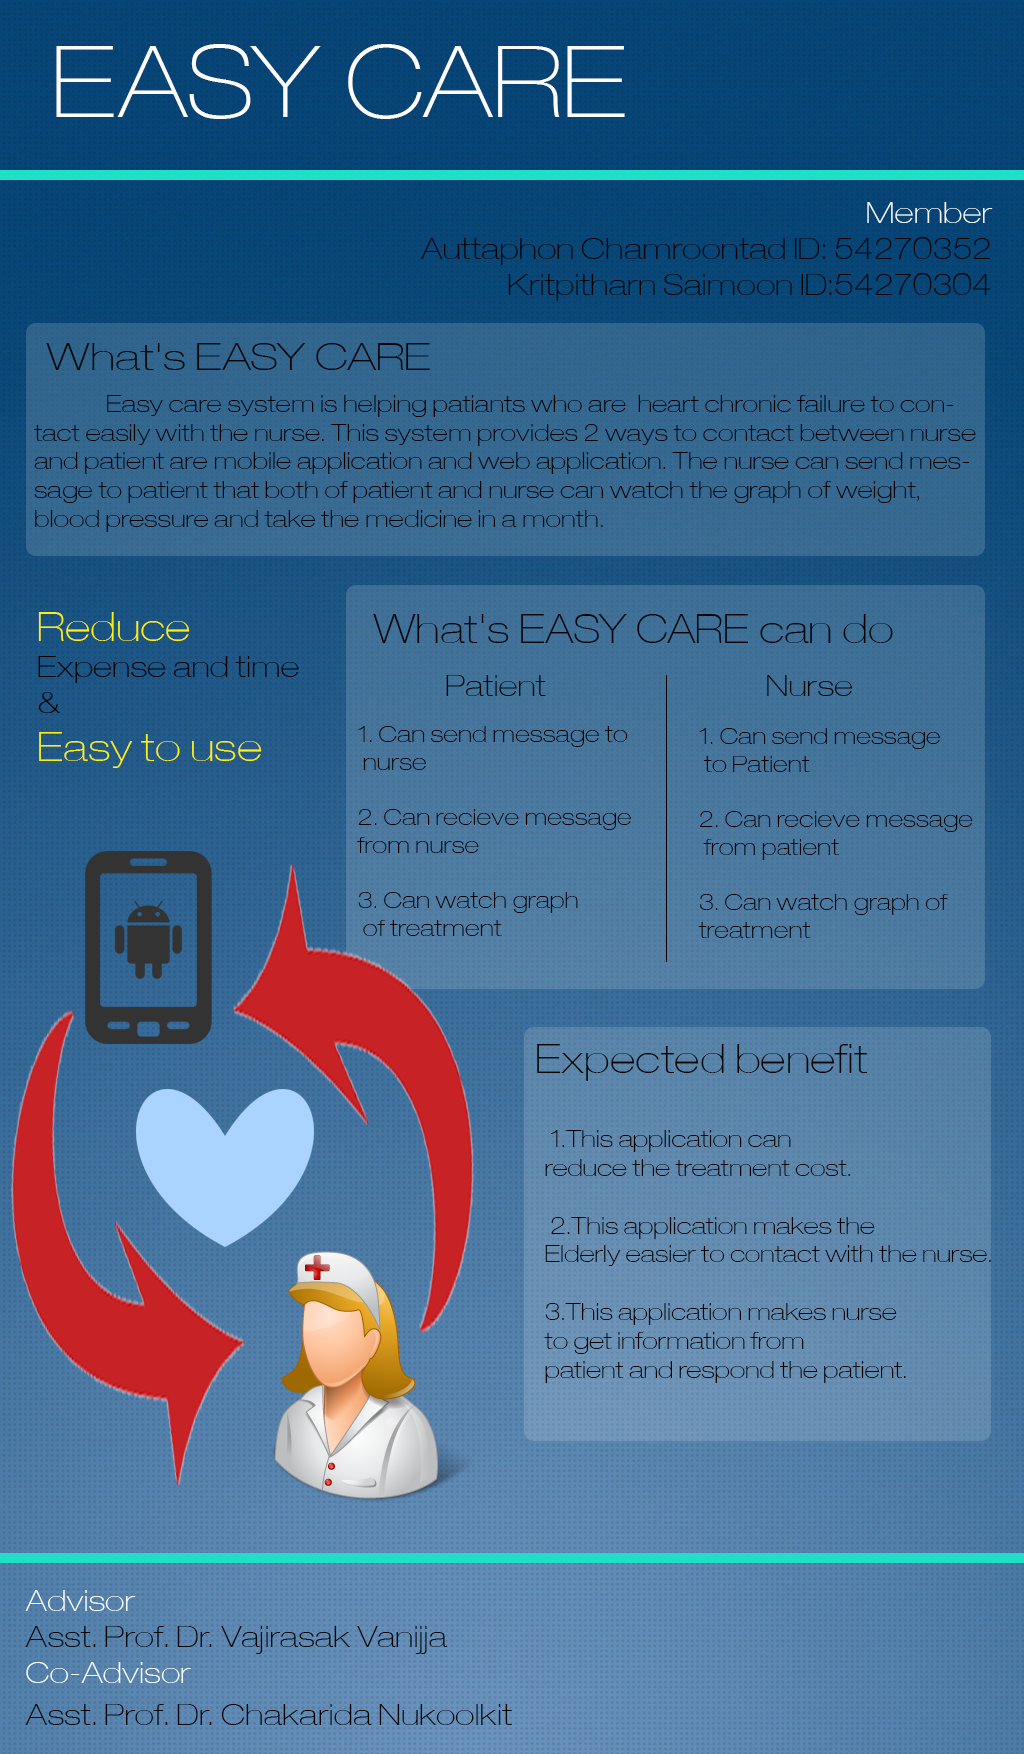 EASY CARE
Member
Auttaphon Chamroontad ID: 54270352
Kritpitharn Saimoon ID:54270304
What's EASY CARE
Easy care system is helping patiants who are heart chronic failure to con-
tact easily with the nurse. This system provides 2 ways to contact between nurse
and patient are mobile application and web application. The nurse can send mes-
sage to patient that both of patient and nurse can watch the graph of weight,
blood pressure and take the medicine in a month.
Reduce
Expense and time
&
Easy to use
What's EASY CARE can do
Patient
1. Can send message to
nurse
2. Can recieve message
from nurse
3. Can watch graph
of treatment
Nurse
1. Can send message
to Patient
2. Can recieve message
from patient
3. Can watch graph of
treatment
Expected benefit
1.This application can
reduce the treatment cost.
2.This application makes the
Elderly easier to contact with the nurse.
3.This application makes nurse
to get information from
patient and respond the patient.
Advisor
Asst. Prof. Dr. Vajirasak Vanijja
Co-Advisor
Asst. Prof. Dr. Chakarida Nukoolkit